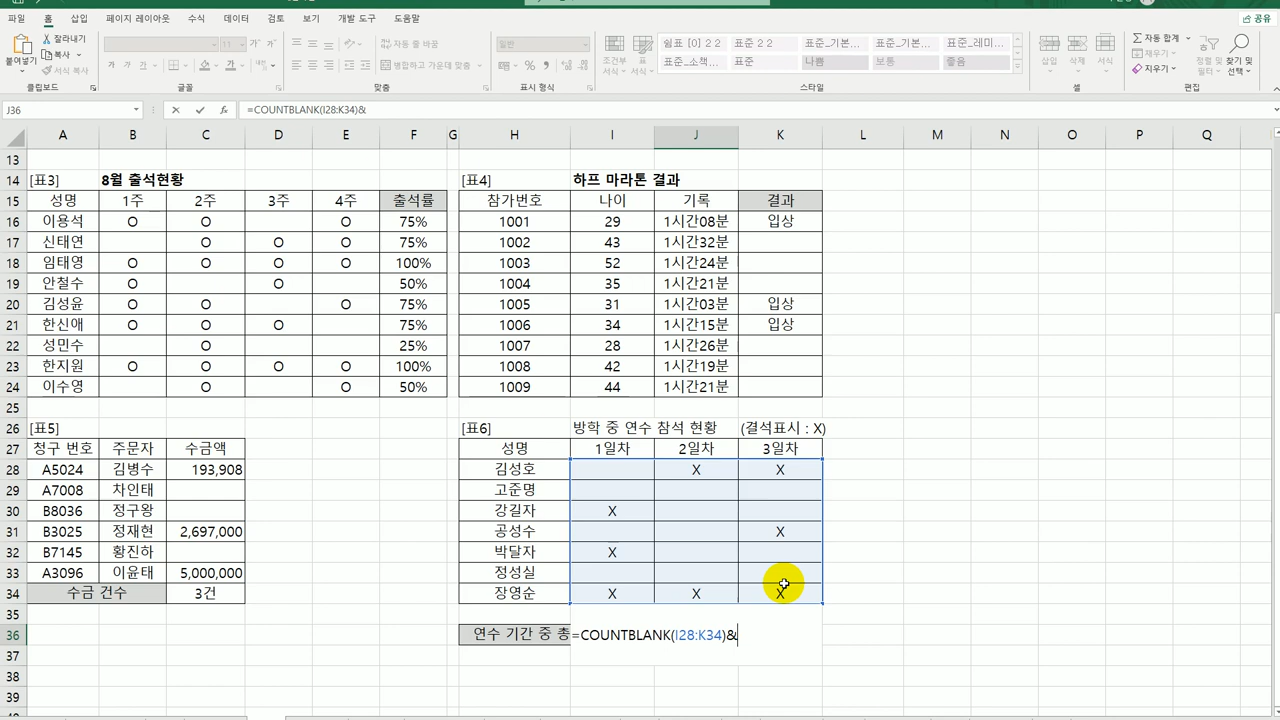 파일 홈 삽입 페이지 레이아웃 수식 데이터 검토 보기 개발 도구 도움말 공유
붙여넣기 잘라내기 복사 서식 복사 클립보드
11 가 가 가 가 가 글꼴
자동 줄 바꿈 병합하고 가운데 맞춤 맞춤
일반 % 표시 형식
조건부 서식 표 서식 쉼표 [0] 2 2 표준 2 2 표준_기본... 표준_기본... 표준_레미...
표준_소책... 표준 나쁨 보통 좋음 스타일
삽입 삭제 서식 셀
자동 합계 채우기 지우기 정렬 및 필터 찾기 및 선택 편집
J36 fx =COUNTBLANK(I28:K34)&
A B C D E F G H I J K L M N O P Q
13
14 [표3] 8월 출석현황 [표4] 하프 마라톤 결과
15 성명 1주 2주 3주 4주 출석률 참가번호 나이 기록 결과
16 이용석 O O O 75% 1001 29 1시간08분 입상
17 신태연 O O O 75% 1002 43 1시간32분
18 임태영 O O O O 100% 1003 52 1시간24분
19 안철수 O O 50% 1004 35 1시간21분
20 김성윤 O O O 75% 1005 31 1시간03분 입상
21 한신애 O O O 75% 1006 34 1시간15분 입상
22 성민수 O 25% 1007 28 1시간26분
23 한지원 O O O O 100% 1008 42 1시간19분
24 이수영 O O 50% 1009 44 1시간21분
25
26 [표5] [표6] 방학 중 연수 참석 현황 (결석표시 : X)
27 청구 번호 주문자 수금액 성명 1일차 2일차 3일차
28 A5024 김병수 193,908 김성호 X X
29 A7008 차인태 고준명
30 B8036 정구왕 강길자 X
31 B3025 정재현 2,697,000 공성수 X
32 B7145 황진하 박달자 X
33 A3096 이윤태 5,000,000 정성실
34 수금 건수 3건 장영순 X X X
35
36 연수 기간 중 총 =COUNTBLANK(I28:K34)&
37
38
39